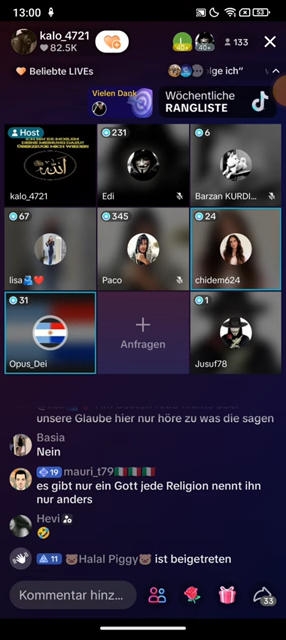 13:00
53
kalo_4721
82.5K
40+
40+
133
Beliebte LIVEs
lge ich"
Vielen Dank
Wöchentliche
RANGLISTE
Host
231
6
kalo_4721
Edi
Barzan KURDI...
67
345
24
lisa🫂❤️
Paco
chidem624
31
1
Opus_Dei
Anfragen
Jusuf78
unsere Glaube hier nur höre zu was die sagen
Basia
Nein
19 mauri_t79🇮🇹🇮🇹🇮🇹
es gibt nur ein Gott jede Religion nennt ihn
nur anders
Hevi
🤣
11 🐻Halal Piggy🐻 ist beigetreten
Kommentar hinz...
33